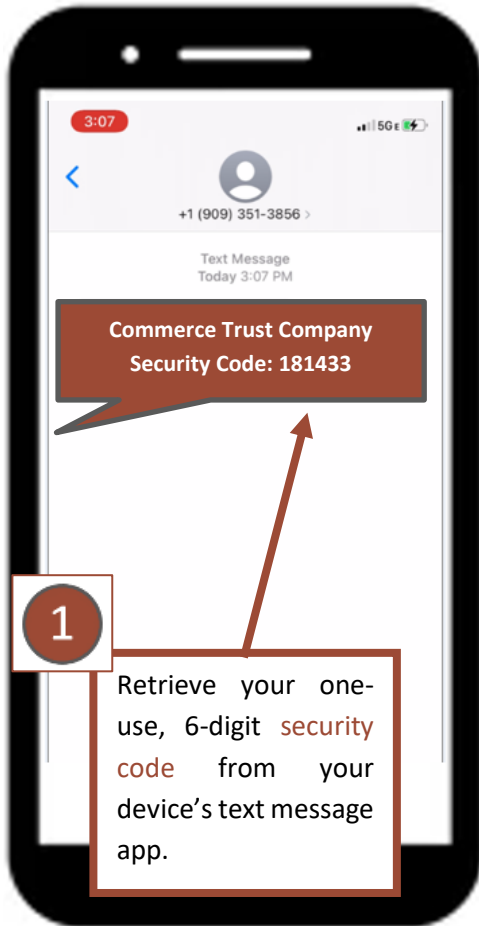 3:07
5GE
+1 (909) 351-3856 >
Text Message
Today 3:07 PM
Commerce Trust Company
Security Code: 181433
1
Retrieve your one-
use, 6-digit security
code from your
device’s text message
app.